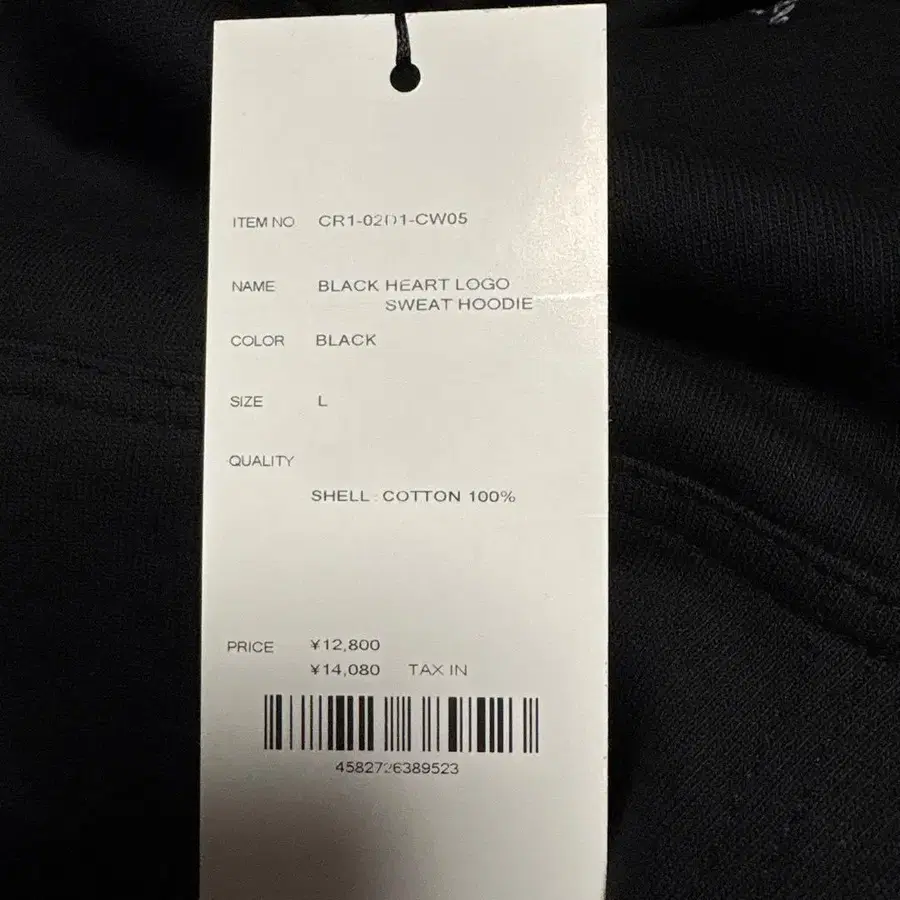 ITEM NO CR1-02D1-CW05
NAME BLACK HEART LOGO
SWEAT HOODIE
COLOR BLACK
SIZE L
QUALITY
SHELL : COTTON 100%
PRICE ¥12,800
¥14,080 TAX IN
4582726389523